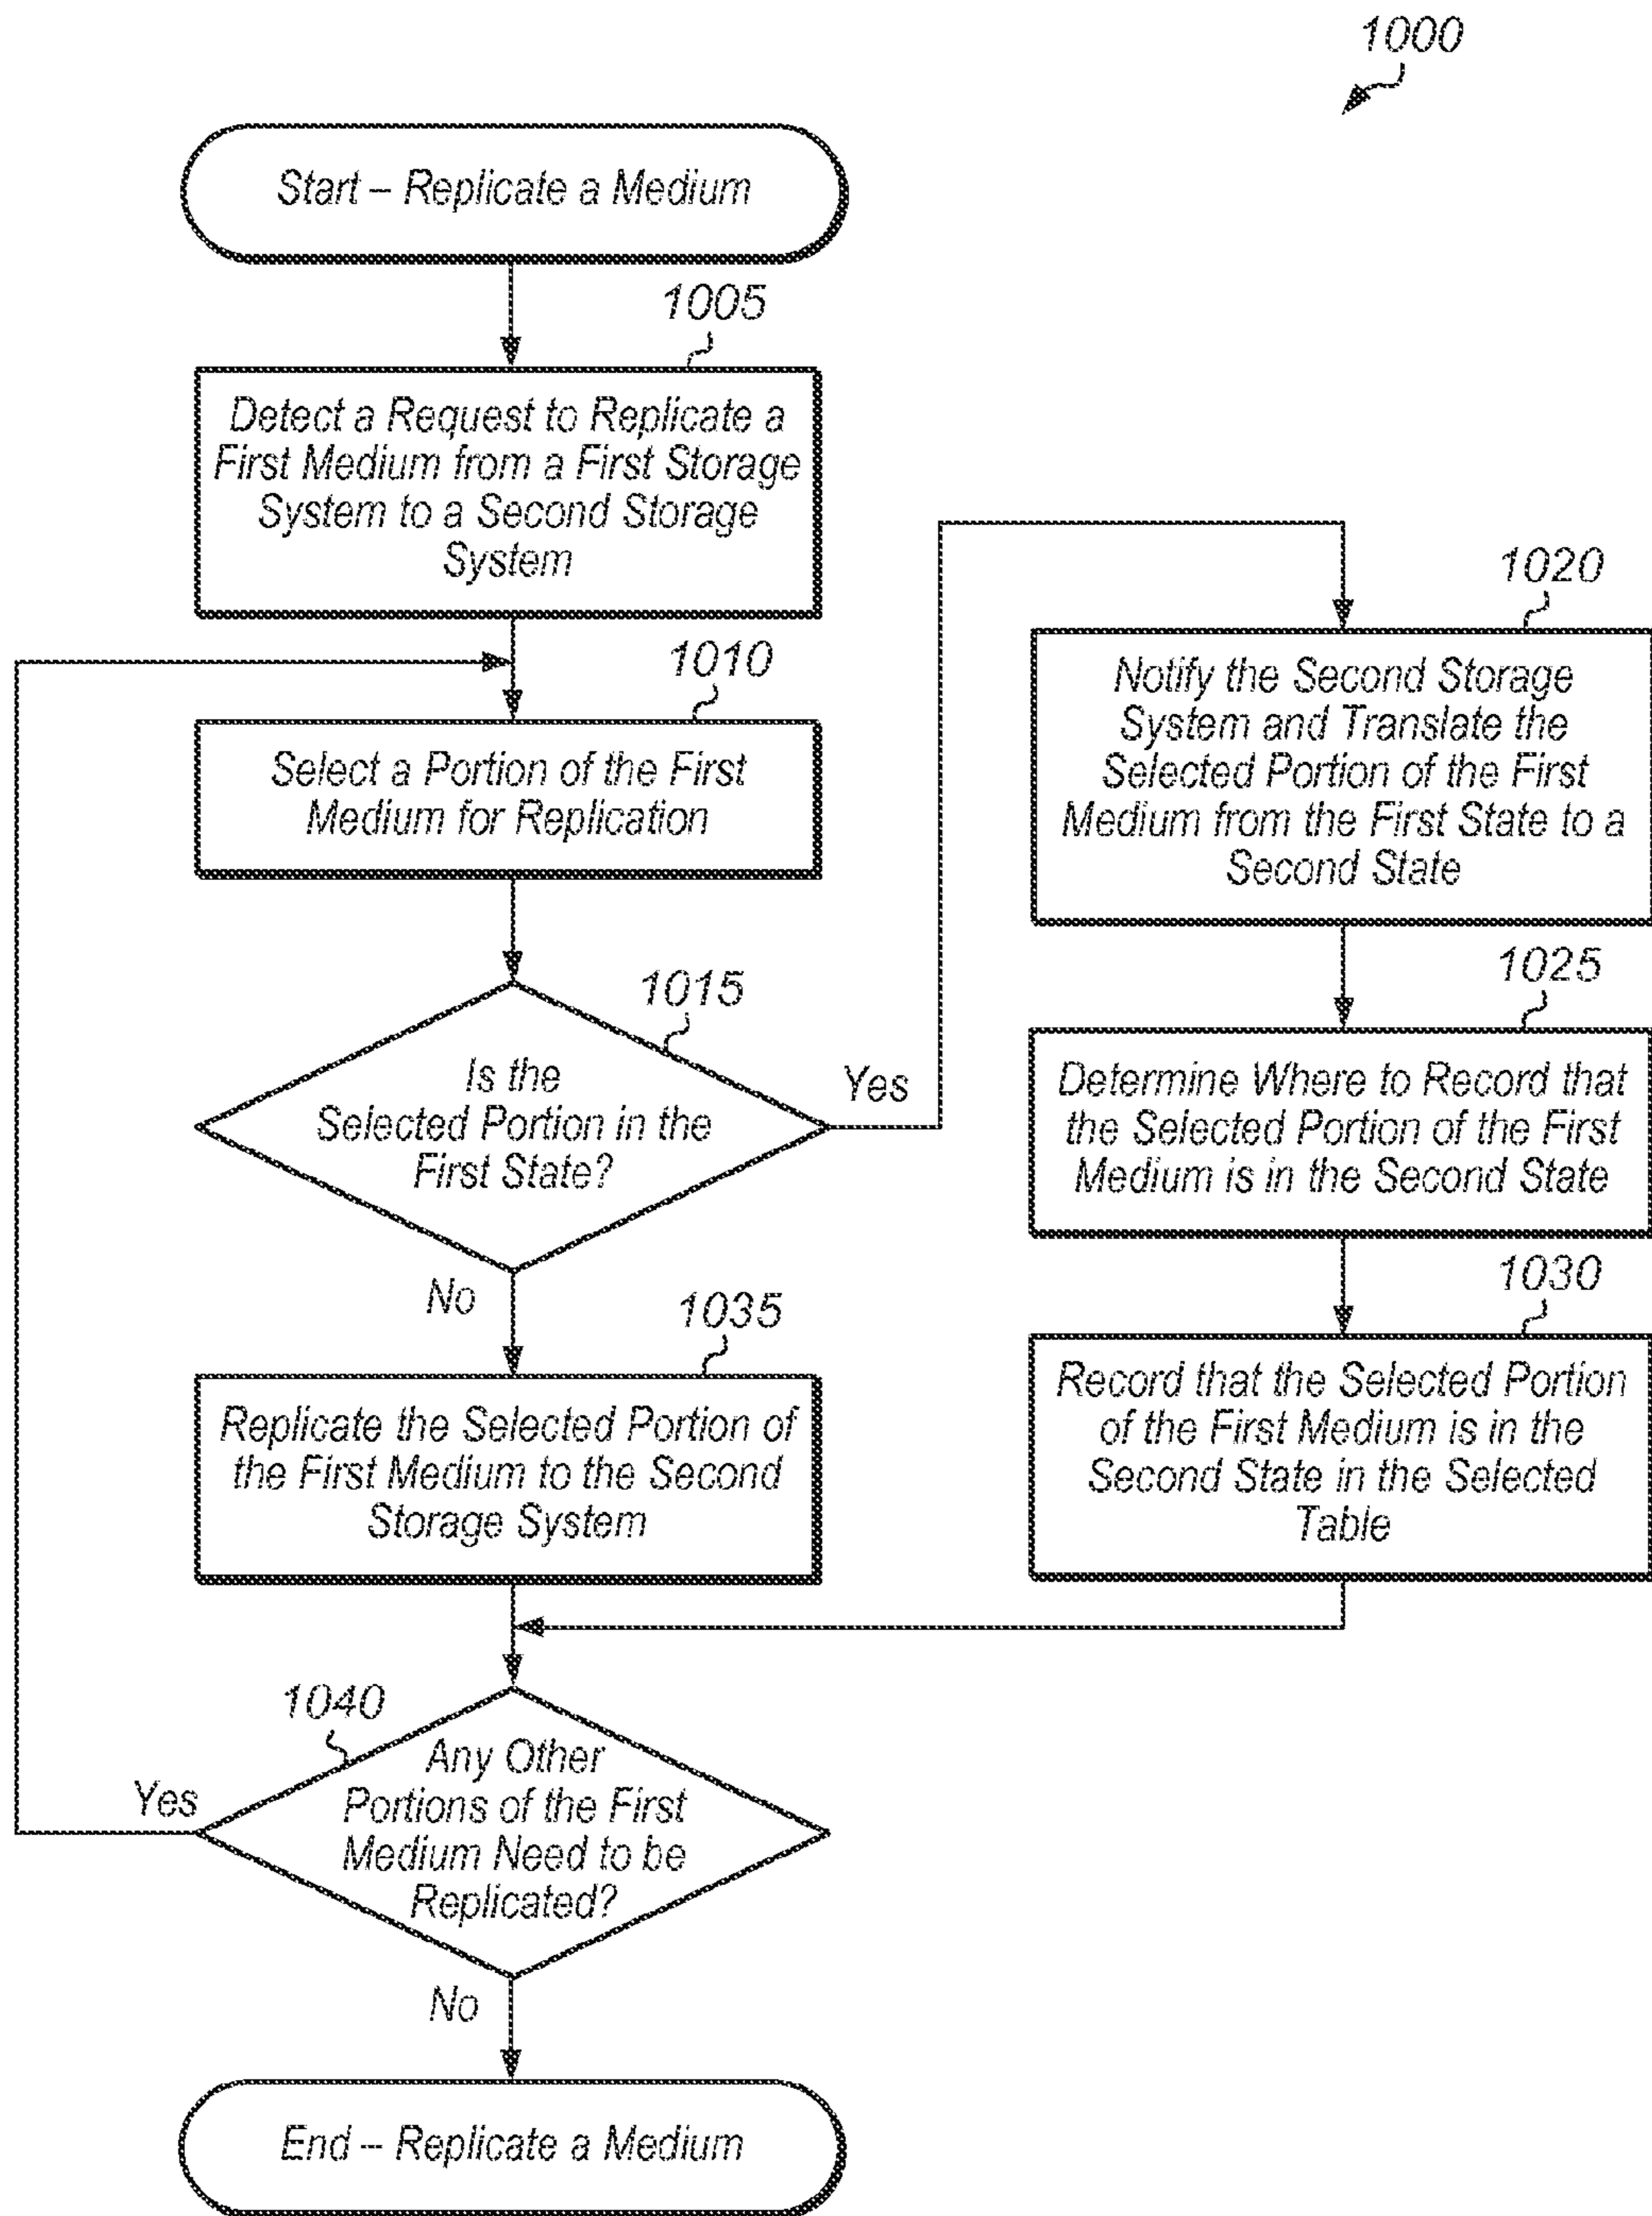 1000
Start – Replicate a Medium
1005
Detect a Request to Replicate a
First Medium from a First Storage
System to a Second Storage
System
1010
Select a Portion of the First
Medium for Replication
1015
Is the
Selected Portion in the
First State?
Yes
No
1020
Notify the Second Storage
System and Translate the
Selected Portion of the First
Medium from the First State to a
Second State
1025
Determine Where to Record that
the Selected Portion of the First
Medium is in the Second State
1030
Record that the Selected Portion
of the First Medium is in the
Second State in the Selected
Table
1035
Replicate the Selected Portion of
the First Medium to the Second
Storage System
1040
Any Other
Portions of the First
Medium Need to be
Replicated?
Yes
No
End – Replicate a Medium